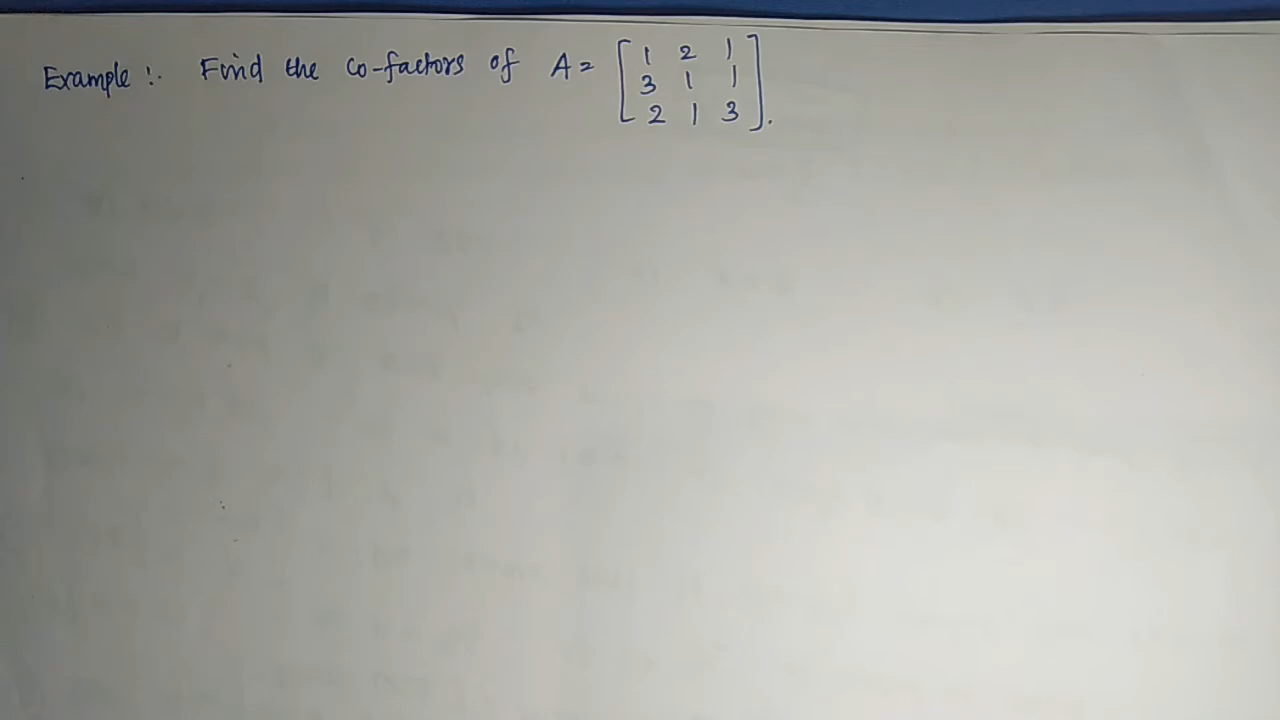 Example :- Find the co-factors of A = [1 2 1
3 1 1
2 1 3].